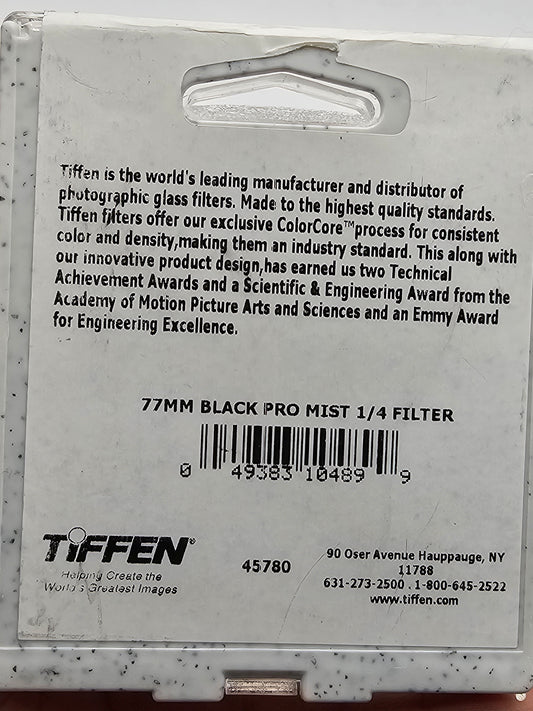 Tiffen is the world's leading manufacturer and distributor of
photographic glass filters. Made to the highest quality standards.
Tiffen filters offer our exclusive ColorCore™process for consistent
color and density,making them an industry standard. This along with
our innovative product design,has earned us two Technical
Achievement Awards and a Scientific & Engineering Award from the
Academy of Motion Picture Arts and Sciences and an Emmy Award
for Engineering Excellence.
77MM BLACK PRO MIST 1/4 FILTER
0 49383 10489 9
TIFFEN®
Helping Create the
World's Greatest Images
45780
90 Oser Avenue Hauppauge, NY
11788
631-273-2500 . 1-800-645-2522
www.tiffen.com